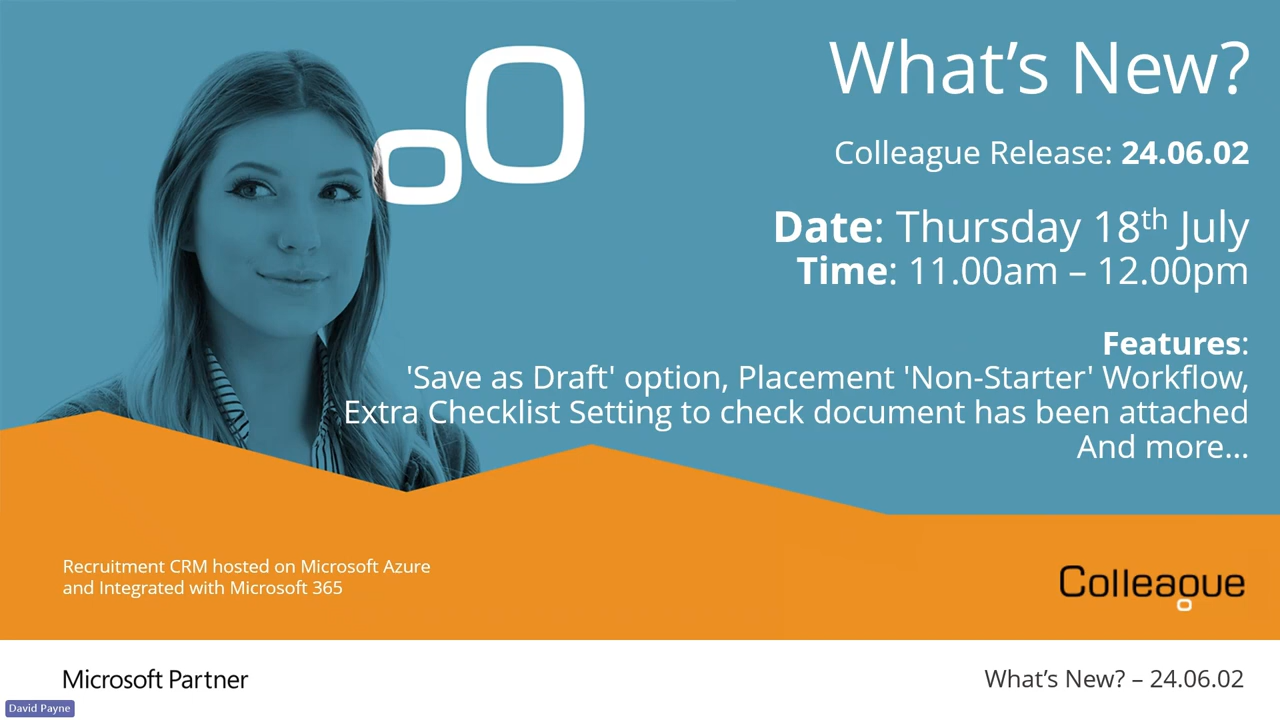 What’s New?
Colleague Release: 24.06.02
Date: Thursday 18th July
Time: 11.00am – 12.00pm
Features:
'Save as Draft' option, Placement 'Non-Starter' Workflow,
Extra Checklist Setting to check document has been attached
And more...
Recruitment CRM hosted on Microsoft Azure
and Integrated with Microsoft 365
Colleague
Microsoft Partner
What’s New? – 24.06.02
David Payne